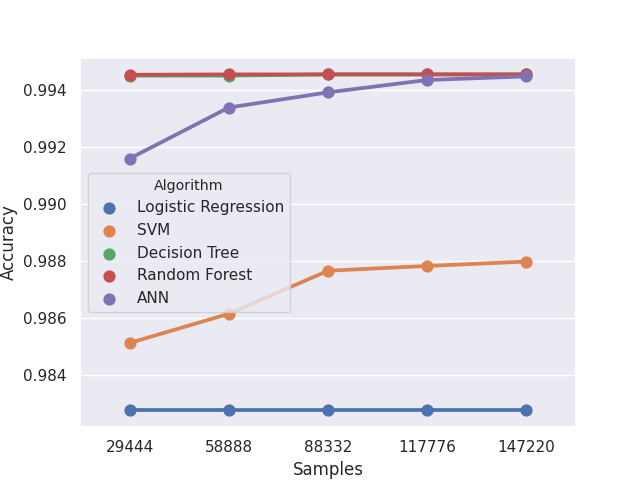 0.994
0.992
0.990
0.988
0.986
0.984
Accuracy
Algorithm
Logistic Regression
SVM
Decision Tree
Random Forest
ANN
29444 58888 88332 117776 147220
Samples